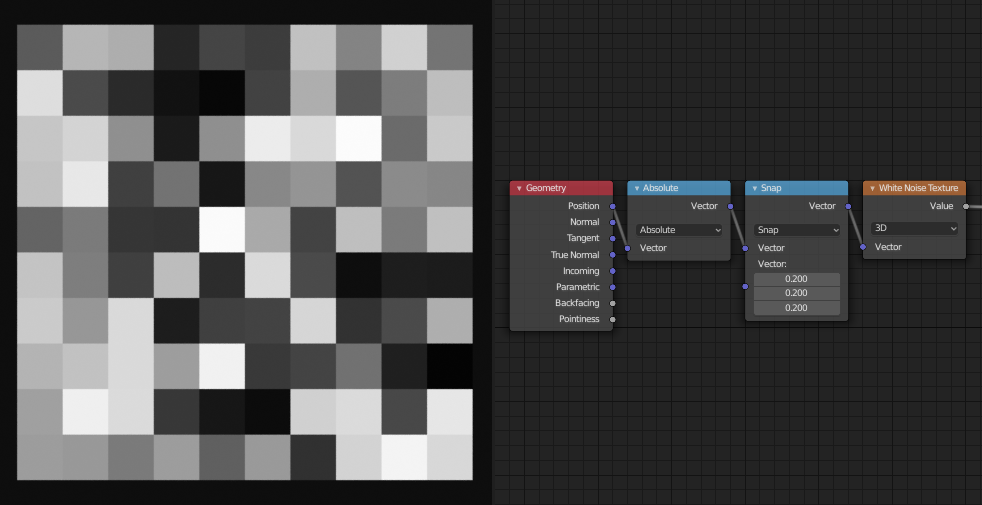 Geometry
Position
Normal
Tangent
True Normal
Incoming
Parametric
Backfacing
Pointiness
Absolute
Vector
Absolute
Vector
Snap
Vector
Snap
Vector
Vector:
0.200
0.200
0.200
White Noise Texture
Value
3D
Vector